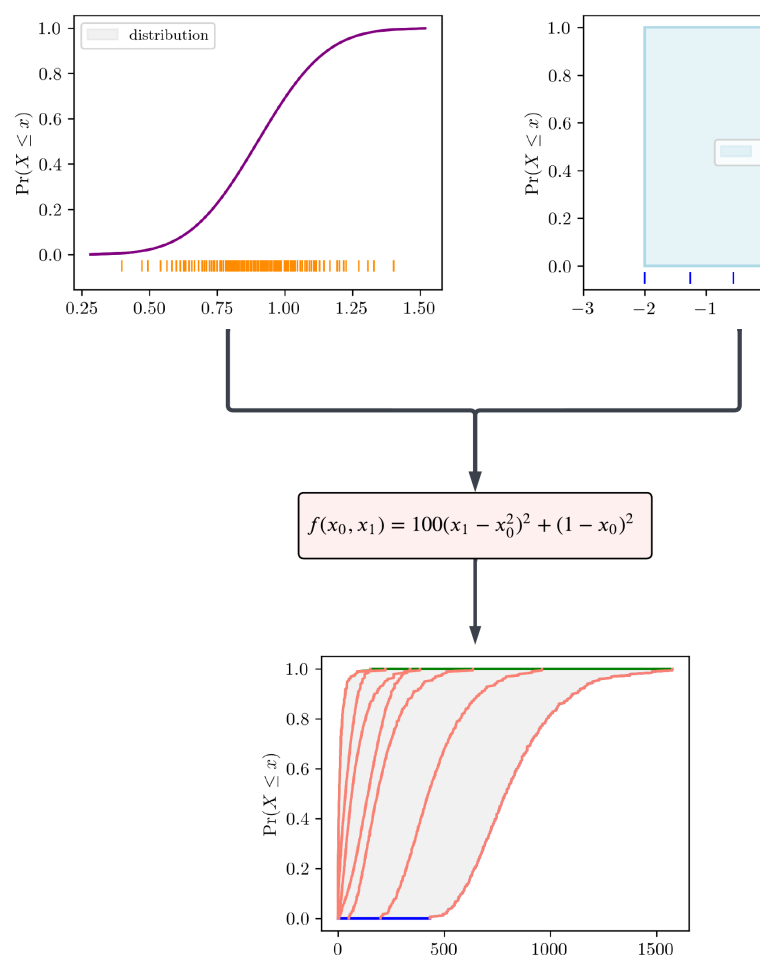 distribution
Pr(X ≤ x)
1.0
0.8
0.6
0.4
0.2
0.0
0.25 0.50 0.75 1.00 1.25 1.50
Pr(X ≤ x)
1.0
0.8
0.6
0.4
0.2
0.0
−3 −2 −1
f(x₀, x₁) = 100(x₁ − x₀²)² + (1 − x₀)²
Pr(X ≤ x)
1.0
0.8
0.6
0.4
0.2
0.0
0 500 1000 1500